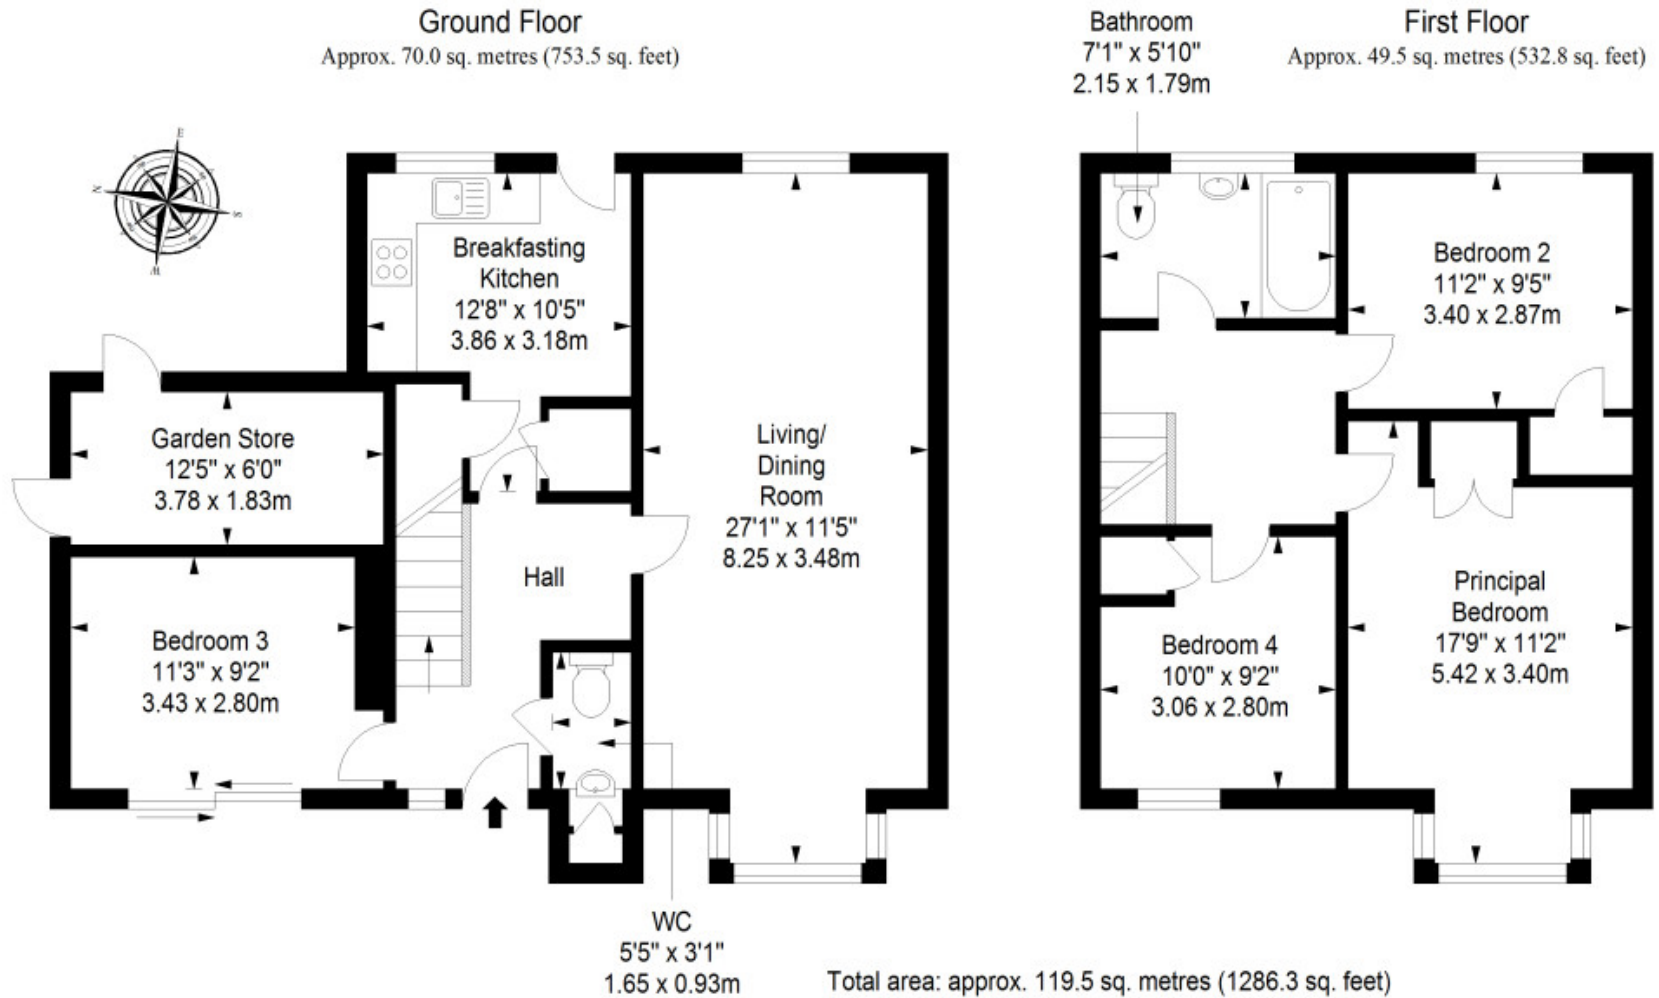 Ground Floor
Approx. 70.0 sq. metres (753.5 sq. feet)
E
N
S
W
Breakfasting
Kitchen
12'8" x 10'5"
3.86 x 3.18m
Garden Store
12'5" x 6'0"
3.78 x 1.83m
Living/
Dining
Room
27'1" x 11'5"
8.25 x 3.48m
Hall
Bedroom 3
11'3" x 9'2"
3.43 x 2.80m
WC
5'5" x 3'1"
1.65 x 0.93m
First Floor
Approx. 49.5 sq. metres (532.8 sq. feet)
Bathroom
7'1" x 5'10"
2.15 x 1.79m
Bedroom 2
11'2" x 9'5"
3.40 x 2.87m
Principal
Bedroom
17'9" x 11'2"
5.42 x 3.40m
Bedroom 4
10'0" x 9'2"
3.06 x 2.80m
Total area: approx. 119.5 sq. metres (1286.3 sq. feet)